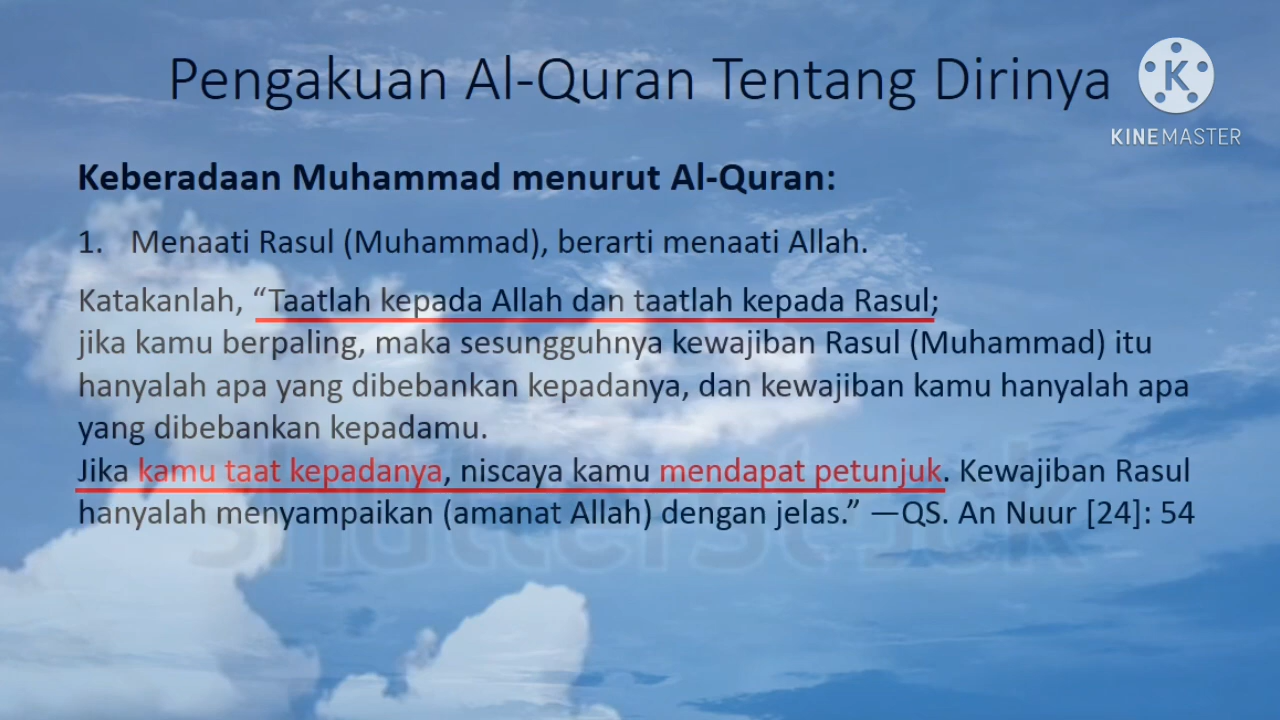 Pengakuan Al-Quran Tentang Dirinya
K
KINEMASTER
Keberadaan Muhammad menurut Al-Quran:
1. Menaati Rasul (Muhammad), berarti menaati Allah.
Katakanlah, “Taatlah kepada Allah dan taatlah kepada Rasul;
jika kamu berpaling, maka sesungguhnya kewajiban Rasul (Muhammad) itu
hanyalah apa yang dibebankan kepadanya, dan kewajiban kamu hanyalah apa
yang dibebankan kepadamu.
Jika kamu taat kepadanya, niscaya kamu mendapat petunjuk. Kewajiban Rasul
hanyalah menyampaikan (amanat Allah) dengan jelas.” —QS. An Nuur [24]: 54
shutterstock